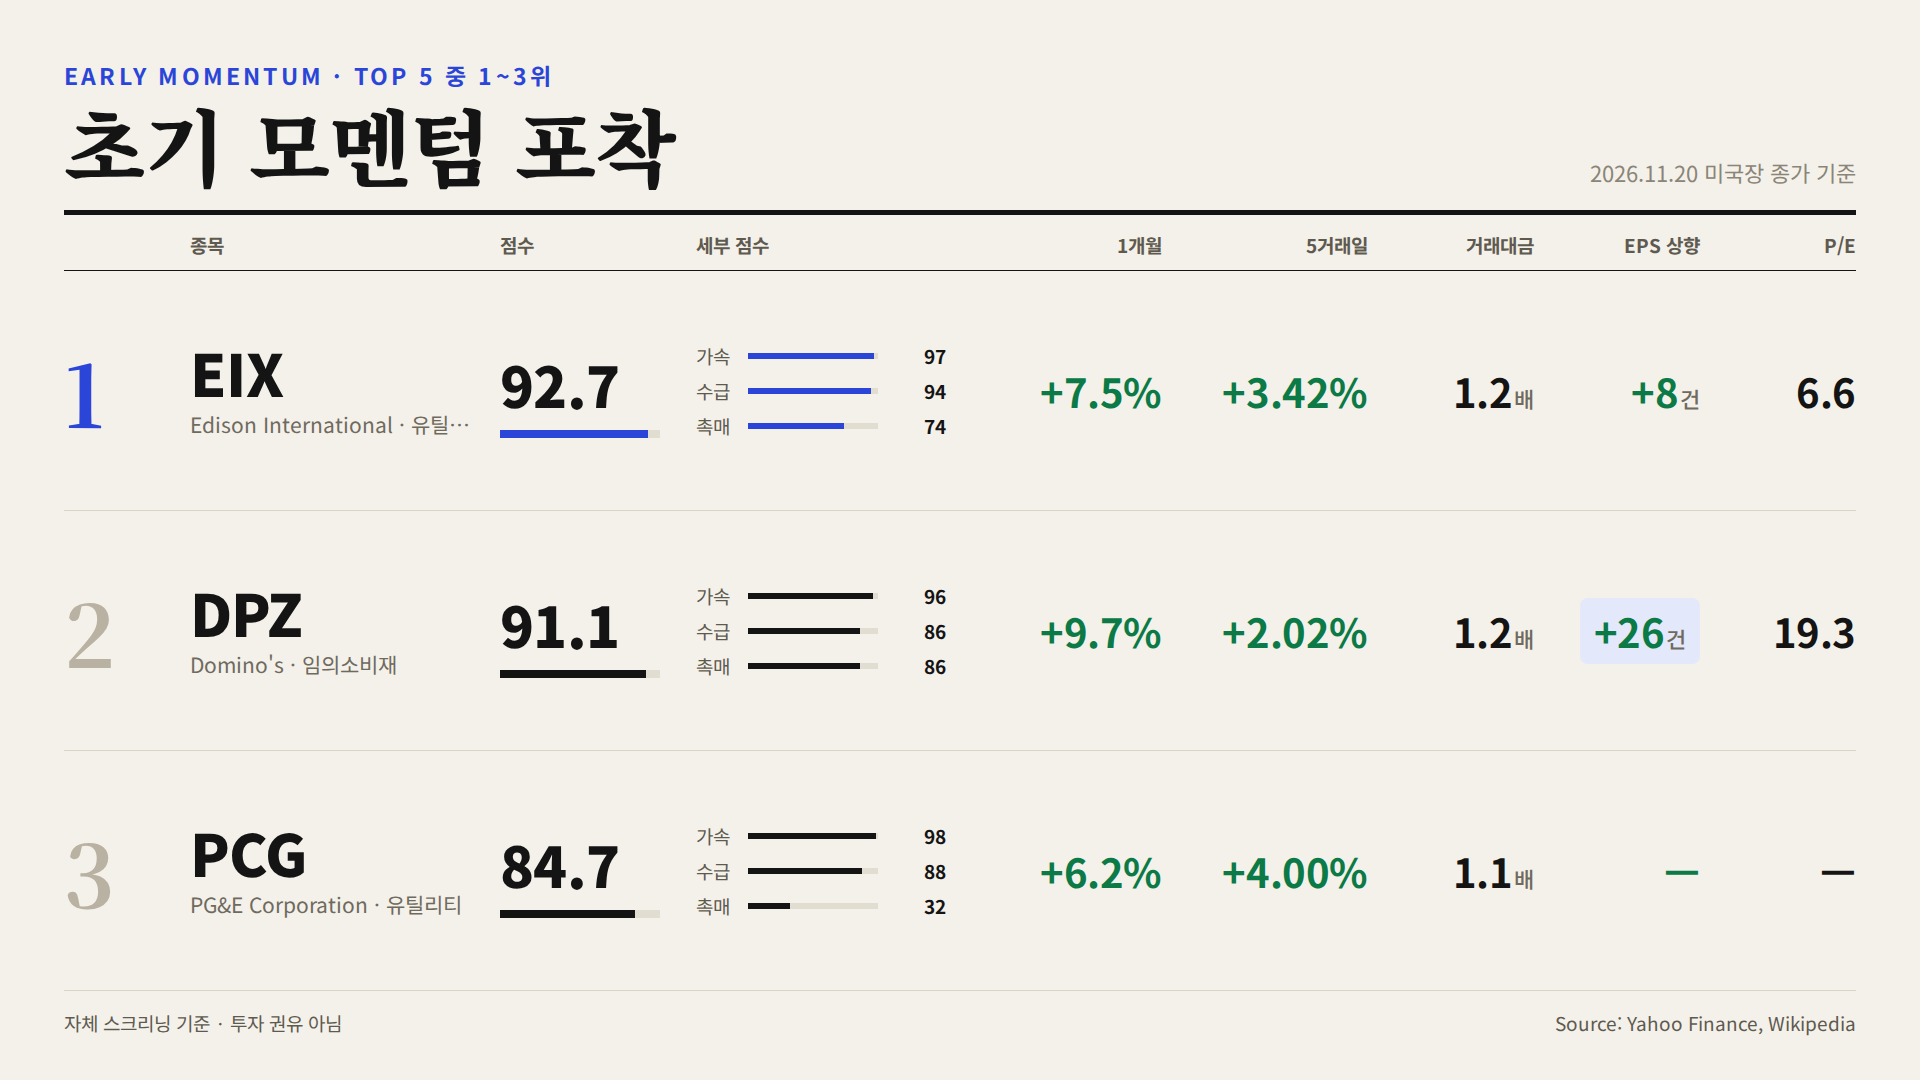 EARLY MOMENTUM · TOP 5 중 1~3위
초기 모멘텀 포착
2026.11.20 미국장 종가 기준
종목 점수 세부 점수 1개월 5거래일 거래대금 EPS 상향 P/E
1
EIX
Edison International · 유틸…
92.7
가속 97
수급 94
촉매 74
+7.5% +3.42% 1.2배 +8건 6.6
2
DPZ
Domino's · 임의소비재
91.1
가속 96
수급 86
촉매 86
+9.7% +2.02% 1.2배 +26건 19.3
3
PCG
PG&E Corporation · 유틸리티
84.7
가속 98
수급 88
촉매 32
+6.2% +4.00% 1.1배 — —
자체 스크리닝 기준 · 투자 권유 아님
Source: Yahoo Finance, Wikipedia